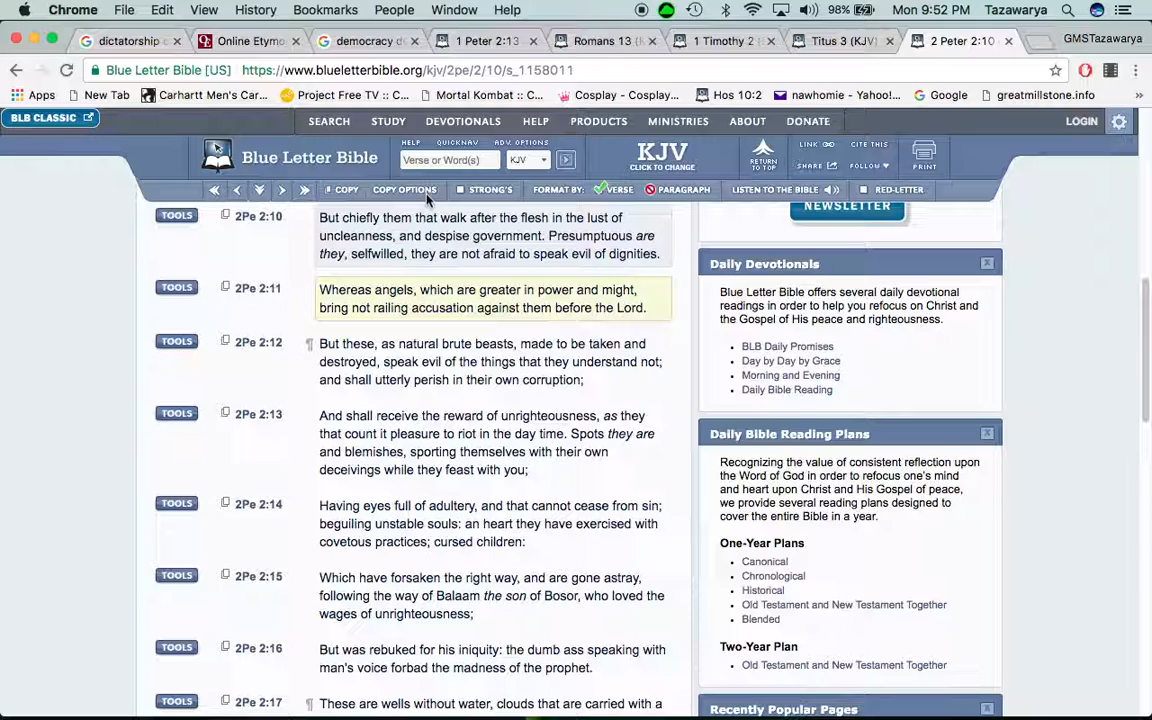 Chrome File Edit View History Bookmarks People Window Help 98% Mon 9:52 PM Tazawarya
dictatorship Online Etymo democracy d 1 Peter 2:13 Romans 13 ( 1 Timothy 2 ( Titus 3 (KJV) 2 Peter 2:10 GMSTazawarya
Blue Letter Bible [US] https://www.blueletterbible.org/kjv/2pe/2/10/s_1158011
Apps New Tab Carhartt Men's Car... Project Free TV :: C... Mortal Kombat :: C... Cosplay - Cosplay... Hos 10:2 nawhomie - Yahoo!... Google greatmillstone.info »
BLB CLASSIC SEARCH STUDY DEVOTIONALS HELP PRODUCTS MINISTRIES ABOUT DONATE LOGIN
HELP QUICKNAV ADV. OPTIONS
Blue Letter Bible Verse or Word(s) KJV KJV CLICK TO CHANGE RETURN TO TOP LINK CITE THIS SHARE FOLLOW PRINT
COPY COPY OPTIONS STRONG'S FORMAT BY: VERSE PARAGRAPH LISTEN TO THE BIBLE RED-LETTER
TOOLS 2Pe 2:10 But chiefly them that walk after the flesh in the lust of
uncleanness, and despise government. Presumptuous are
they, selfwilled, they are not afraid to speak evil of dignities.
TOOLS 2Pe 2:11 Whereas angels, which are greater in power and might,
bring not railing accusation against them before the Lord.
TOOLS 2Pe 2:12 ¶ But these, as natural brute beasts, made to be taken and
destroyed, speak evil of the things that they understand not;
and shall utterly perish in their own corruption;
TOOLS 2Pe 2:13 And shall receive the reward of unrighteousness, as they
that count it pleasure to riot in the day time. Spots they are
and blemishes, sporting themselves with their own
deceivings while they feast with you;
TOOLS 2Pe 2:14 Having eyes full of adultery, and that cannot cease from sin;
beguiling unstable souls: an heart they have exercised with
covetous practices; cursed children:
TOOLS 2Pe 2:15 Which have forsaken the right way, and are gone astray,
following the way of Balaam the son of Bosor, who loved the
wages of unrighteousness;
TOOLS 2Pe 2:16 But was rebuked for his iniquity: the dumb ass speaking with
man's voice forbad the madness of the prophet.
TOOLS 2Pe 2:17 ¶ These are wells without water, clouds that are carried with a
NEWSLETTER
Daily Devotionals
Blue Letter Bible offers several daily devotional
readings in order to help you refocus on Christ and
the Gospel of His peace and righteousness.
• BLB Daily Promises
• Day by Day by Grace
• Morning and Evening
• Daily Bible Reading
Daily Bible Reading Plans
Recognizing the value of consistent reflection upon
the Word of God in order to refocus one's mind
and heart upon Christ and His Gospel of peace,
we provide several reading plans designed to
cover the entire Bible in a year.
One-Year Plans
• Canonical
• Chronological
• Historical
• Old Testament and New Testament Together
• Blended
Two-Year Plan
• Old Testament and New Testament Together
Recently Popular Pages